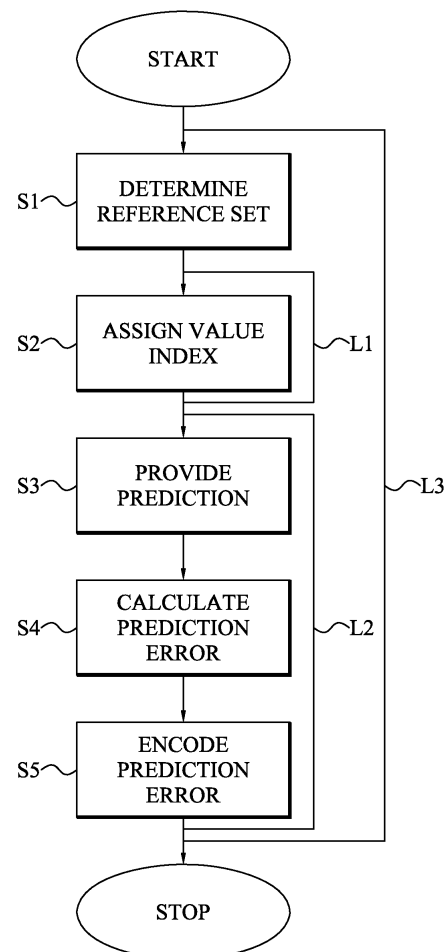 START
S1
DETERMINE
REFERENCE SET
S2
ASSIGN VALUE
INDEX
L1
S3
PROVIDE
PREDICTION
L3
S4
CALCULATE
PREDICTION
ERROR
L2
S5
ENCODE
PREDICTION
ERROR
STOP